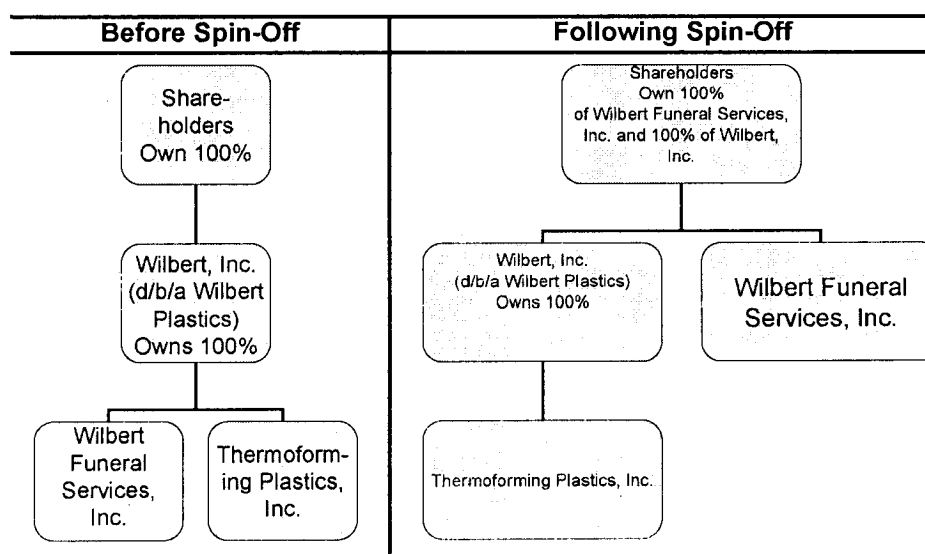 Before Spin-Off
Share-
holders
Own 100%
Wilbert, Inc.
(d/b/a Wilbert
Plastics)
Owns 100%
Wilbert
Funeral
Services,
Inc.
Thermoform-
ing Plastics,
Inc.
Following Spin-Off
Shareholders
Own 100%
of Wilbert Funeral Services,
Inc. and 100% of Wilbert,
Inc.
Wilbert, Inc.
(d/b/a Wilbert Plastics)
Owns 100%
Wilbert Funeral
Services, Inc.
Thermoforming Plastics, Inc.